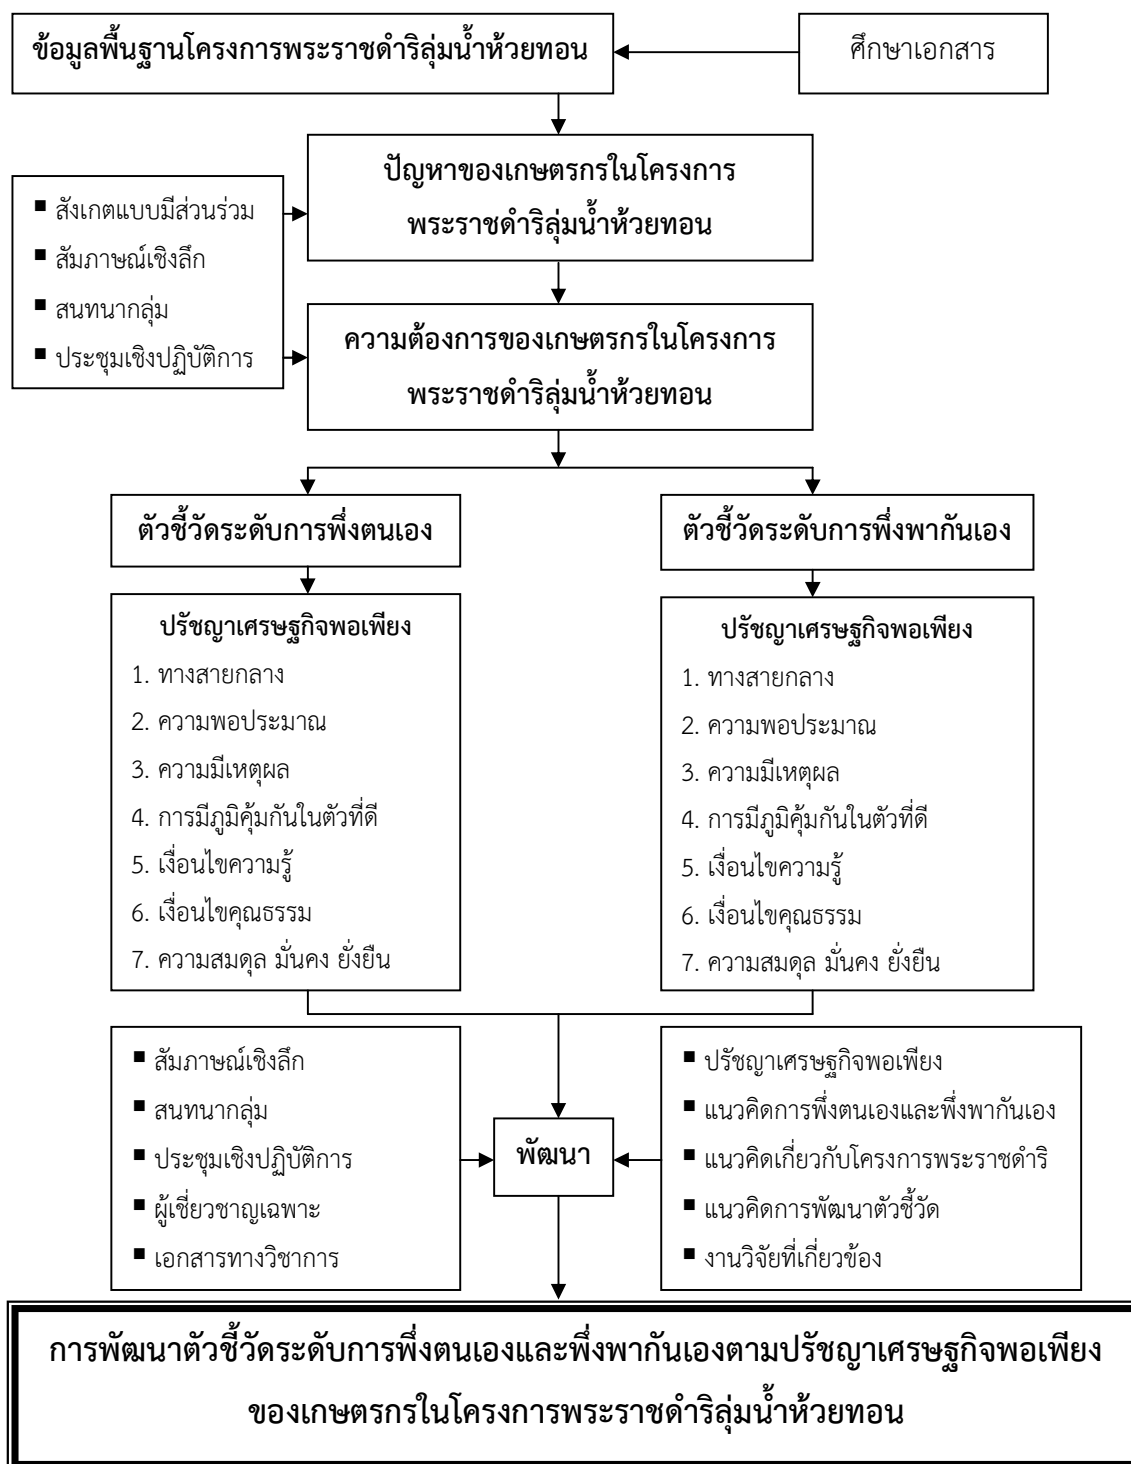 ข้อมูลพื้นฐานโครงการพระราชดำริลุ่มน้ำห้วยทอน
ศึกษาเอกสาร
ปัญหาของเกษตรกรในโครงการ
พระราชดำริลุ่มน้ำห้วยทอน
■ สังเกตแบบมีส่วนร่วม
■ สัมภาษณ์เชิงลึก
■ สนทนากลุ่ม
■ ประชุมเชิงปฏิบัติการ
ความต้องการของเกษตรกรในโครงการ
พระราชดำริลุ่มน้ำห้วยทอน
ตัวชี้วัดระดับการพึ่งตนเอง
ตัวชี้วัดระดับการพึ่งพากันเอง
ปรัชญาเศรษฐกิจพอเพียง
1. ทางสายกลาง
2. ความพอประมาณ
3. ความมีเหตุผล
4. การมีภูมิคุ้มกันในตัวที่ดี
5. เงื่อนไขความรู้
6. เงื่อนไขคุณธรรม
7. ความสมดุล มั่นคง ยั่งยืน
ปรัชญาเศรษฐกิจพอเพียง
1. ทางสายกลาง
2. ความพอประมาณ
3. ความมีเหตุผล
4. การมีภูมิคุ้มกันในตัวที่ดี
5. เงื่อนไขความรู้
6. เงื่อนไขคุณธรรม
7. ความสมดุล มั่นคง ยั่งยืน
■ สัมภาษณ์เชิงลึก
■ สนทนากลุ่ม
■ ประชุมเชิงปฏิบัติการ
■ ผู้เชี่ยวชาญเฉพาะ
■ เอกสารทางวิชาการ
พัฒนา
■ ปรัชญาเศรษฐกิจพอเพียง
■ แนวคิดการพึ่งตนเองและพึ่งพากันเอง
■ แนวคิดเกี่ยวกับโครงการพระราชดำริ
■ แนวคิดการพัฒนาตัวชี้วัด
■ งานวิจัยที่เกี่ยวข้อง
การพัฒนาตัวชี้วัดระดับการพึ่งตนเองและพึ่งพากันเองตามปรัชญาเศรษฐกิจพอเพียง
ของเกษตรกรในโครงการพระราชดำริลุ่มน้ำห้วยทอน